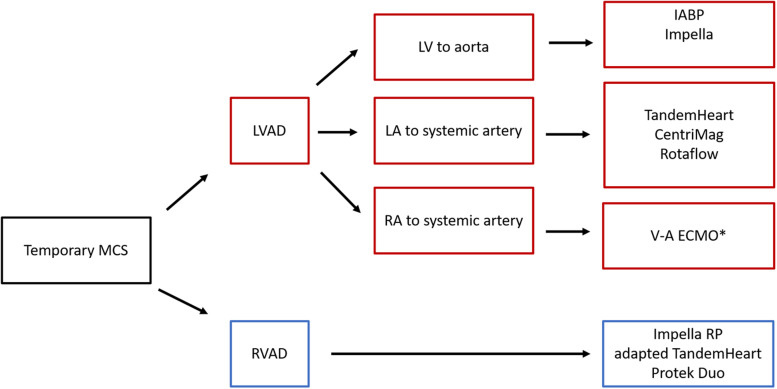 Temporary MCS
LVAD
LV to aorta
IABP
Impella
LA to systemic artery
TandemHeart
CentriMag
Rotaflow
RA to systemic artery
V-A ECMO*
RVAD
Impella RP
adapted TandemHeart
Protek Duo